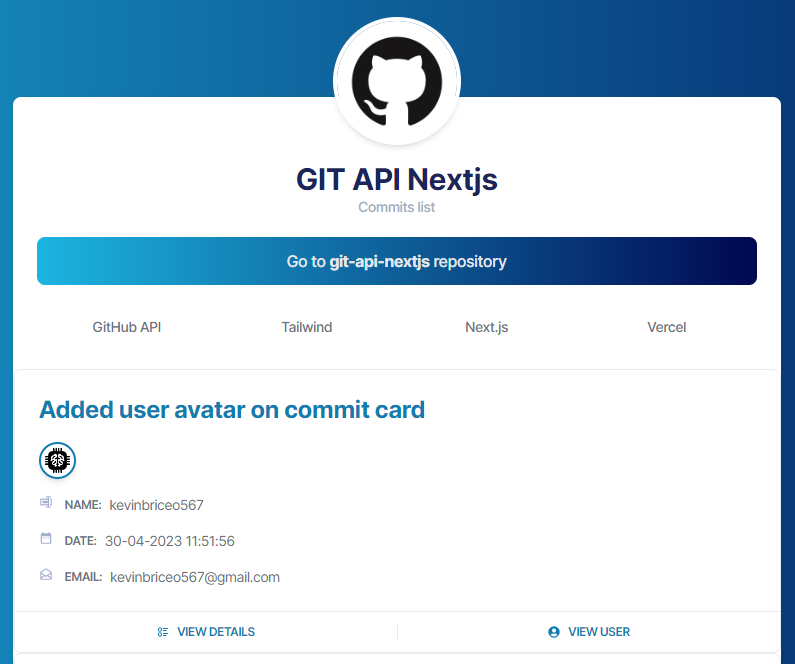 GIT API Nextjs
Commits list
Go to git-api-nextjs repository
GitHub API Tailwind Next.js Vercel
Added user avatar on commit card
NAME: kevinbriceo567
DATE: 30-04-2023 11:51:56
EMAIL: kevinbriceo567@gmail.com
VIEW DETAILS VIEW USER